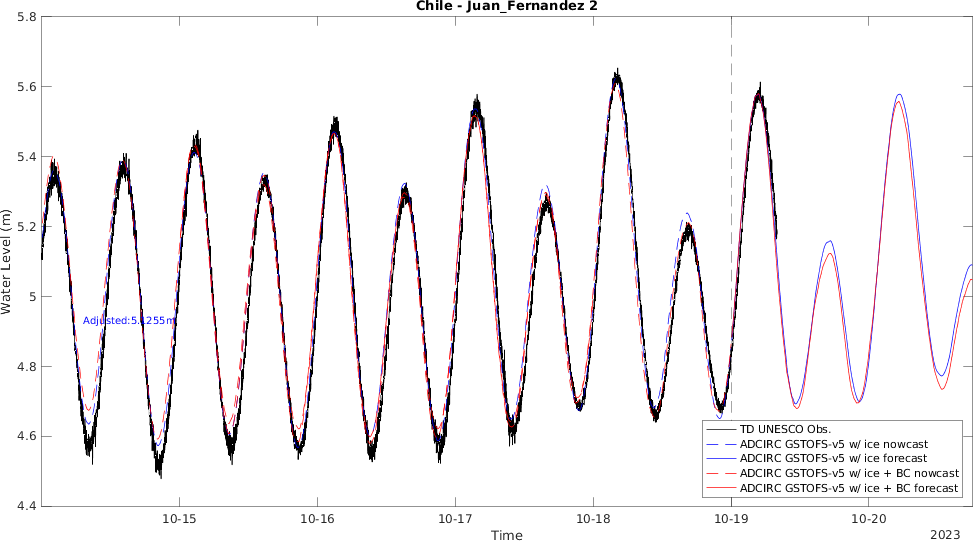 Chile - Juan_Fernandez 2
5.8
5.6
5.4
5.2
5
4.8
4.6
4.4
Water Level (m)
Adjusted:5.1255m
TD UNESCO Obs.
ADCIRC GSTOFS-v5 w/ ice nowcast
ADCIRC GSTOFS-v5 w/ ice forecast
ADCIRC GSTOFS-v5 w/ ice + BC nowcast
ADCIRC GSTOFS-v5 w/ ice + BC forecast
10-15
10-16
10-17
10-18
10-19
10-20
Time
2023